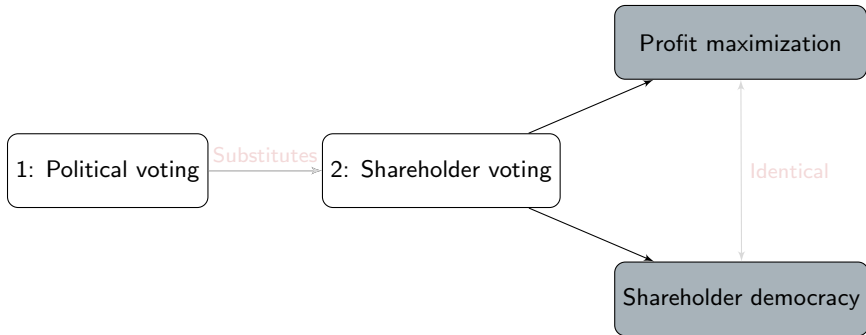 Profit maximization
1: Political voting
Substitutes
2: Shareholder voting
Identical
Shareholder democracy